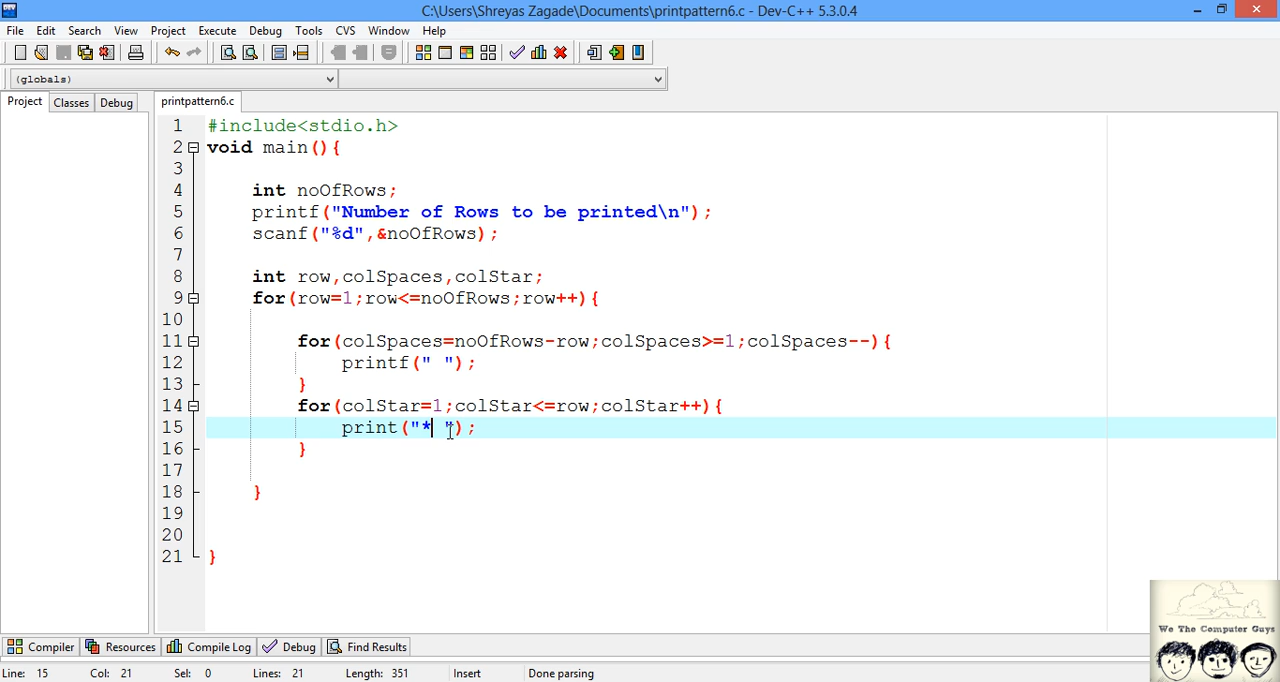 C:\Users\Shreyas Zagade\Documents\printpattern6.c - Dev-C++ 5.3.0.4
File Edit Search View Project Execute Debug Tools CVS Window Help
(globals)
Project Classes Debug printpattern6.c
1 #include<stdio.h>
2 void main(){
3
4 int noOfRows;
5 printf("Number of Rows to be printed\n");
6 scanf("%d",&noOfRows);
7
8 int row,colSpaces,colStar;
9 for(row=1;row<=noOfRows;row++){
10
11 for(colSpaces=noOfRows-row;colSpaces>=1;colSpaces--){
12 printf(" ");
13 }
14 for(colStar=1;colStar<=row;colStar++){
15 print("* ");
16 }
17
18 }
19
20
21 }
We The Computer Guys
Compiler Resources Compile Log Debug Find Results
Line: 15 Col: 21 Sel: 0 Lines: 21 Length: 351 Insert Done parsing